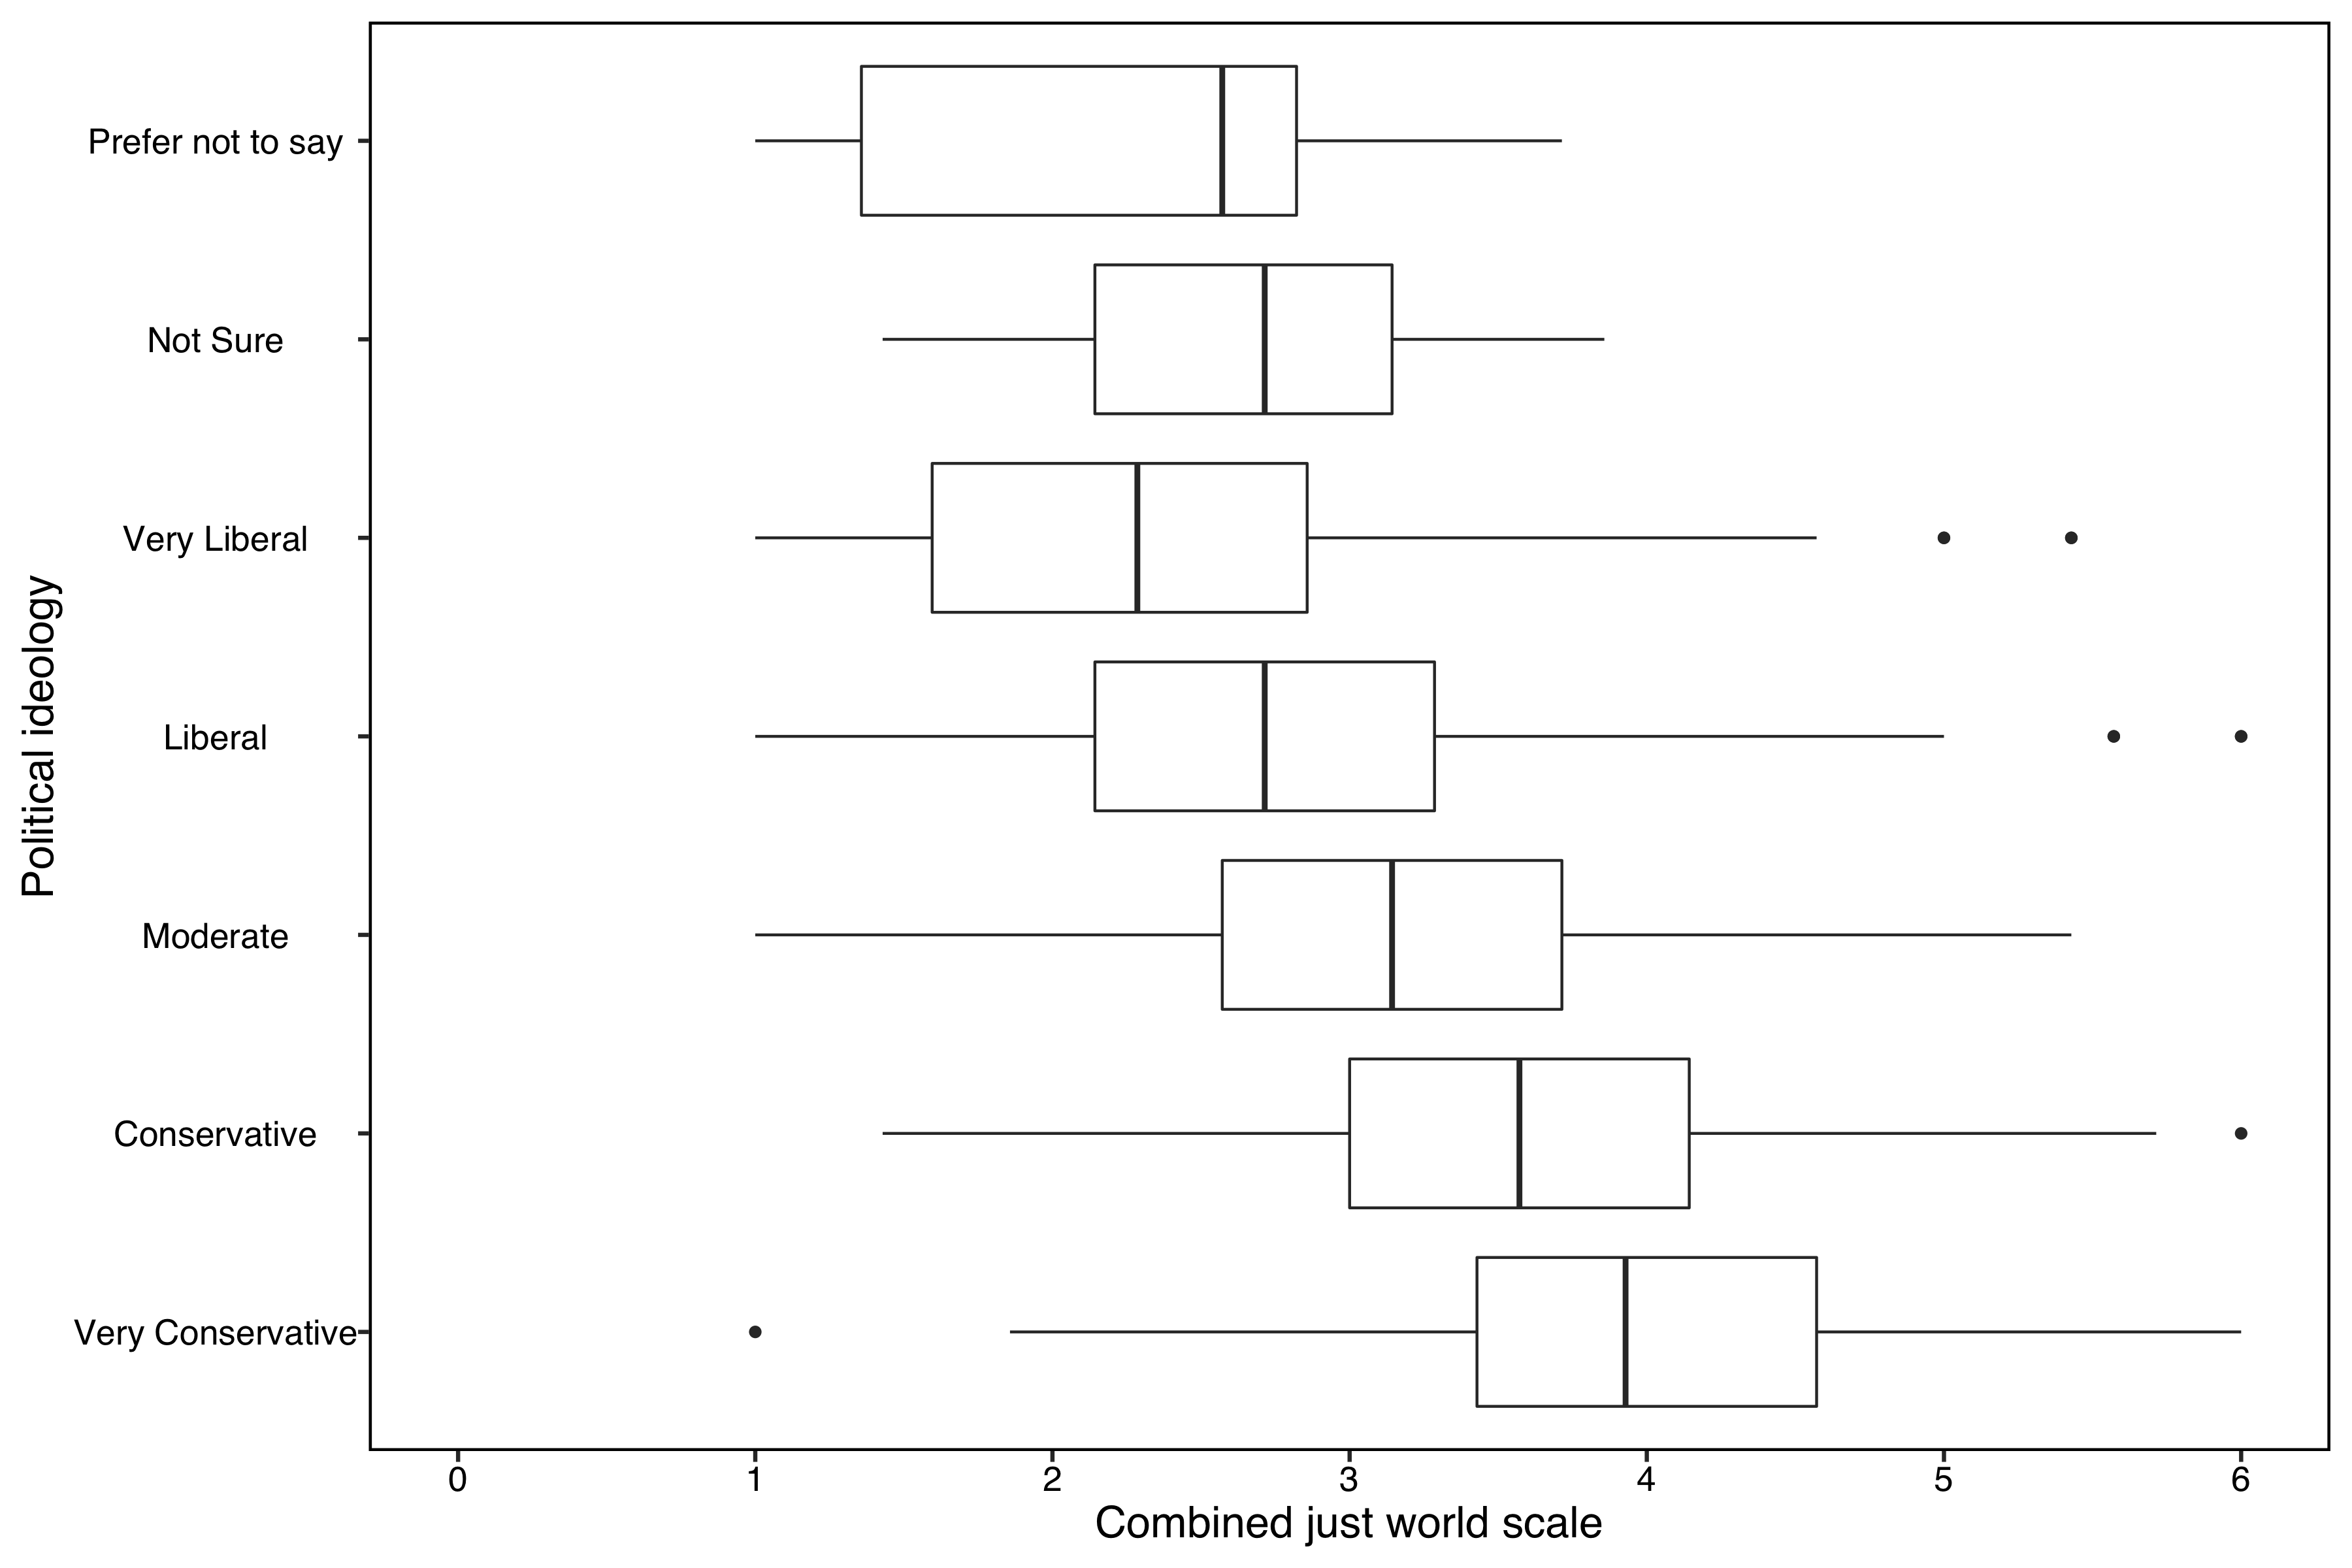 Political ideology
Prefer not to say
Not Sure
Very Liberal
Liberal
Moderate
Conservative
Very Conservative
0 1 2 3 4 5 6
Combined just world scale